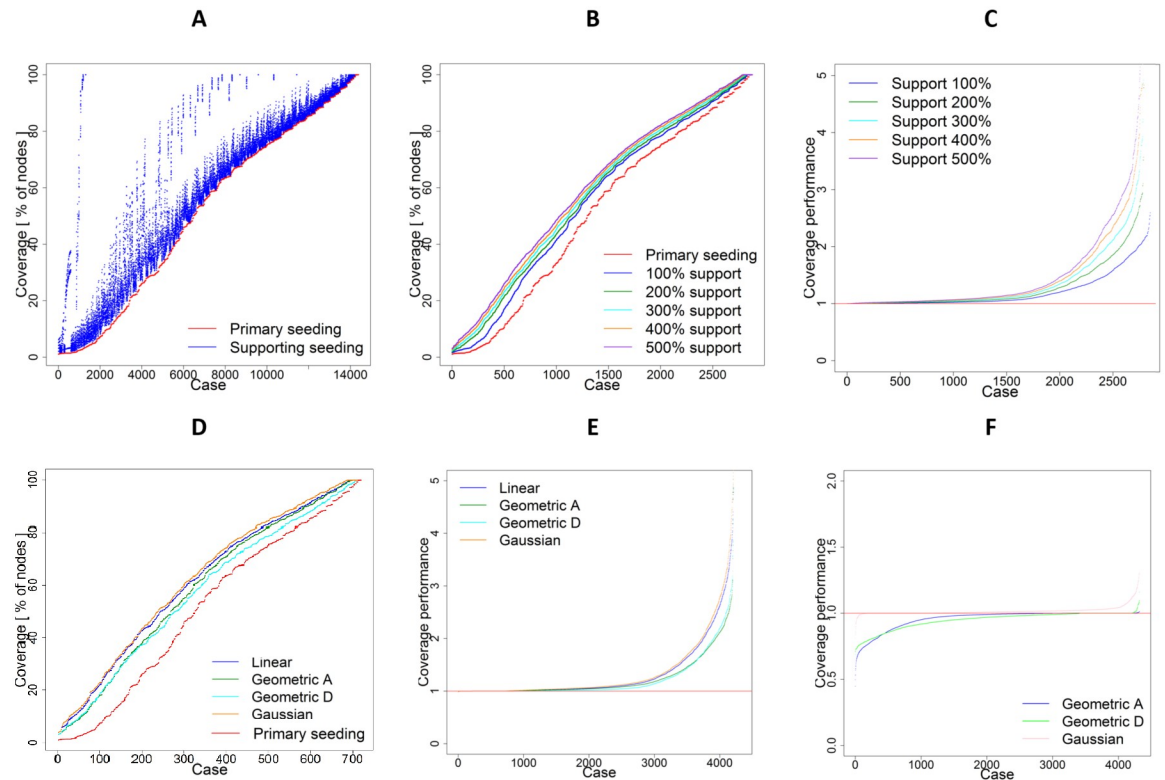 A
Coverage [ % of nodes ]
100
80
60
40
20
0
Primary seeding
Supporting seeding
0 2000 4000 6000 10000 14000
Case
B
Coverage [ % of nodes ]
100
80
60
40
20
0
Primary seeding
100% support
200% support
300% support
400% support
500% support
0 500 1000 1500 2000 2500
Case
C
Coverage performance
5
4
3
2
1
0
Support 100%
Support 200%
Support 300%
Support 400%
Support 500%
0 500 1000 1500 2000 2500
Case
D
Coverage [ % of nodes ]
100
80
60
40
20
0
Linear
Geometric A
Geometric D
Gaussian
Primary seeding
0 100 200 300 400 500 600 700
Case
E
Coverage performance
5
4
3
2
1
0
Linear
Geometric A
Geometric D
Gaussian
0 1000 2000 3000 4000
Case
F
Coverage performance
2.0
1.5
1.0
0.5
0.0
Geometric A
Geometric D
Gaussian
0 1000 2000 3000 4000
Case